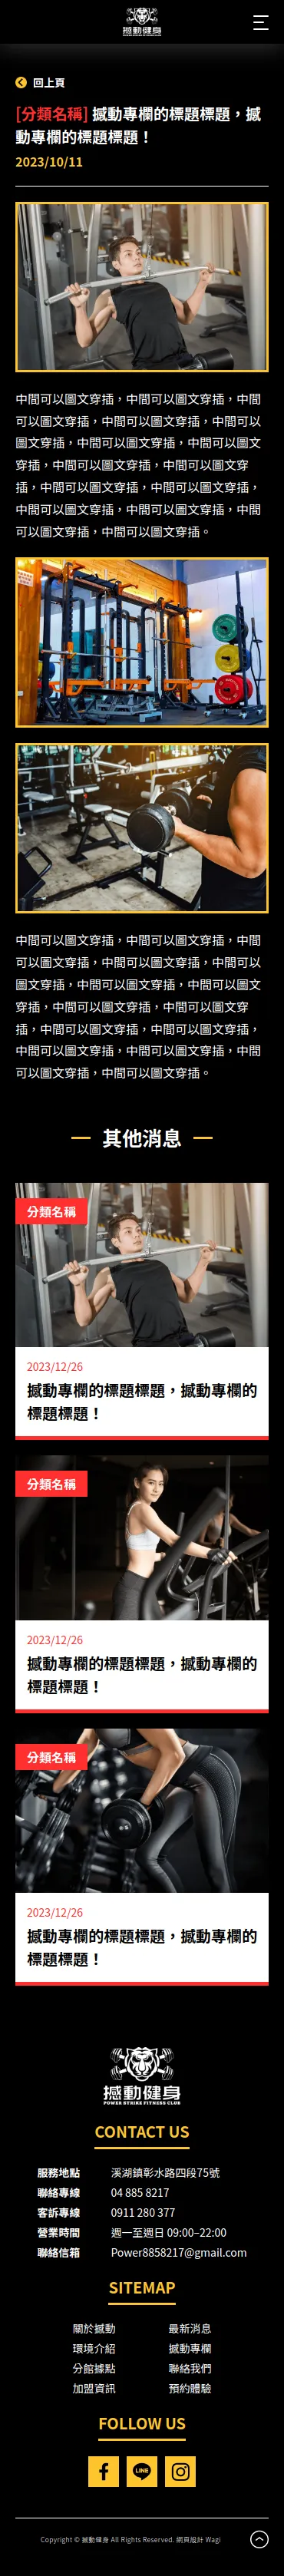 撼動健身
POWER STRIKE FITNESS CLUB
回上頁
[分類名稱] 撼動專欄的標題標題，撼
動專欄的標題標題！
2023/10/11
中間可以圖文穿插，中間可以圖文穿插，中間
可以圖文穿插，中間可以圖文穿插，中間可以
圖文穿插，中間可以圖文穿插，中間可以圖文
穿插，中間可以圖文穿插，中間可以圖文穿
插，中間可以圖文穿插，中間可以圖文穿插，
中間可以圖文穿插，中間可以圖文穿插，中間
可以圖文穿插，中間可以圖文穿插。
中間可以圖文穿插，中間可以圖文穿插，中間
可以圖文穿插，中間可以圖文穿插，中間可以
圖文穿插，中間可以圖文穿插，中間可以圖文
穿插，中間可以圖文穿插，中間可以圖文穿
插，中間可以圖文穿插，中間可以圖文穿插，
中間可以圖文穿插，中間可以圖文穿插，中間
可以圖文穿插，中間可以圖文穿插。
其他消息
分類名稱
2023/12/26
撼動專欄的標題標題，撼動專欄的
標題標題！
分類名稱
2023/12/26
撼動專欄的標題標題，撼動專欄的
標題標題！
分類名稱
2023/12/26
撼動專欄的標題標題，撼動專欄的
標題標題！
撼動健身
POWER STRIKE FITNESS CLUB
CONTACT US
服務地點 溪湖鎮彰水路四段75號
聯絡專線 04 885 8217
客訴專線 0911 280 377
營業時間 週一至週日 09:00–22:00
聯絡信箱 Power8858217@gmail.com
SITEMAP
關於撼動 最新消息
環境介紹 撼動專欄
分館據點 聯絡我們
加盟資訊 預約體驗
FOLLOW US
LINE
Copyright © 撼動健身 All Rights Reserved. 網頁設計 Wagi